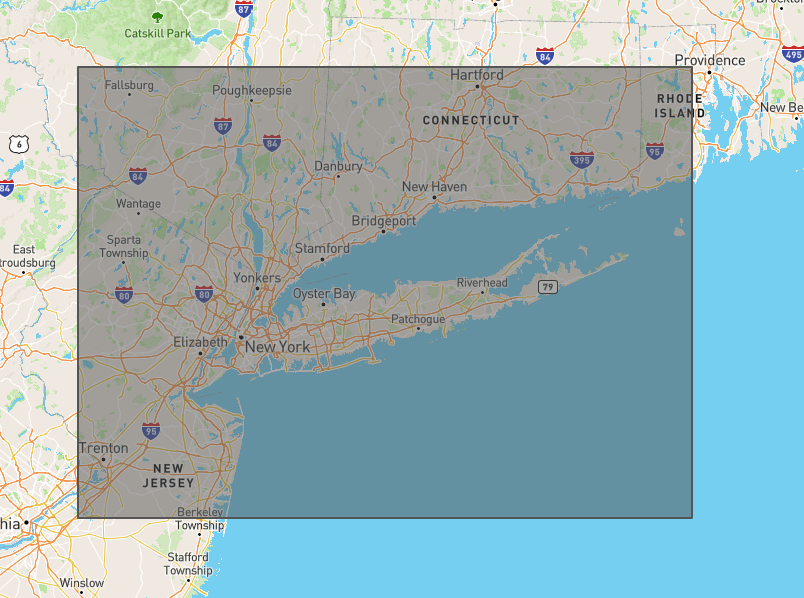 87
Catskill Park
84
495
Providence
Hartford
Fallsburg
Poughkeepsie
RHODE
ISLAND
New Be
CONNECTICUT
87
84
6
395
95
Danbury
84
84
New Haven
Wantage
Bridgeport
Sparta
Township
Stamford
East
troudsburg
Yonkers
Riverhead
79
80
80
Oyster Bay
Patchogue
Elizabeth
New York
95
Trenton
NEW
JERSEY
Berkeley
Township
hia
Stafford
Township
Winslow